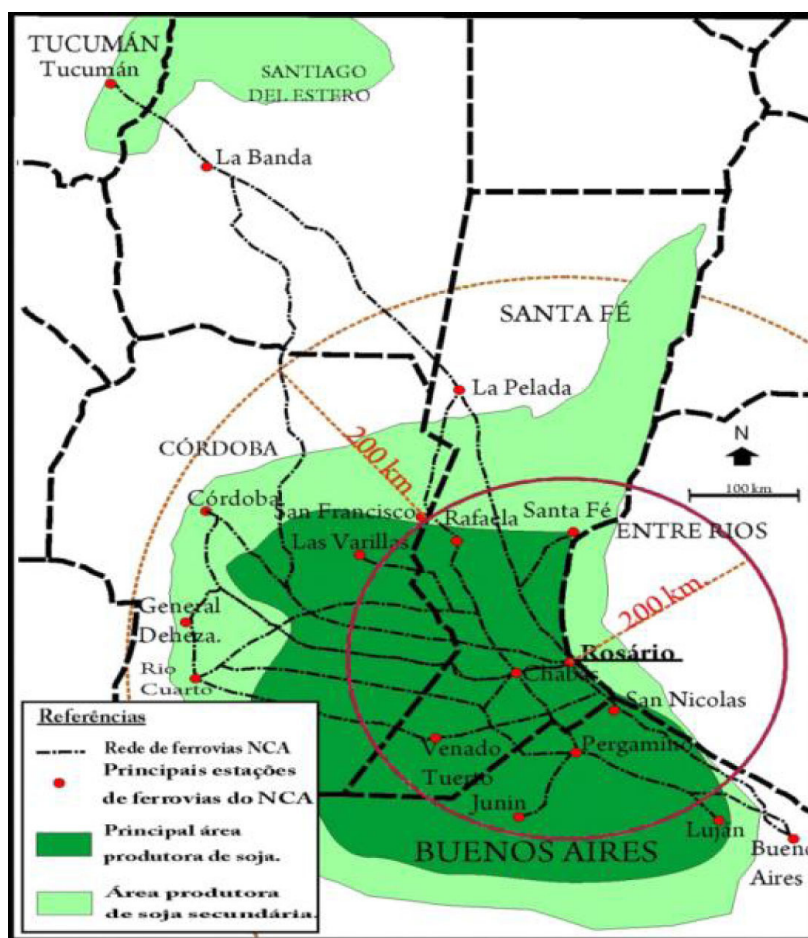 TUCUMÁN
Tucumán
SANTIAGO
DEL ESTERO
La Banda
SANTA FÉ
La Pelada
N
100 km
CÓRDOBA
200 km.
Córdoba
San Francisco
Rafaela
Santa Fé
ENTRE RIOS
Las Varillas
200 km.
General
Deheza.
Rosário
Rio
Cuarto
Chabas
San Nicolas
Venado
Tuerto
Pergamino
Junin
Luján
BUENOS AIRES
Bueno
Aires
Referências
Rede de ferrovias NCA
Principais estações
de ferrovias do NCA
Principal área
produtora de soja.
Área produtora
de soja secundária.